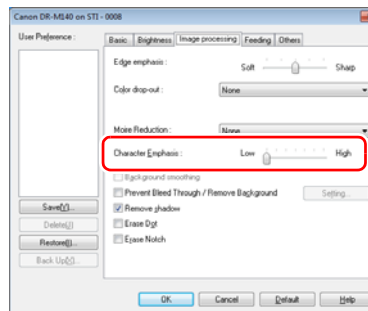 Canon DR-M140 on STI - 0008
User Preference :
Basic Brightness Image processing Feeding Others
Edge emphasis : Soft Sharp
Color drop-out : None
Moire Reduction : None
Character Emphasis : Low High
Background smoothing
Prevent Bleed Through / Remove Background Setting...
Remove shadow
Erase Dot
Erase Notch
Save(V)...
Delete(J)
Restore(I)...
Back Up(X)...
OK Cancel Default Help